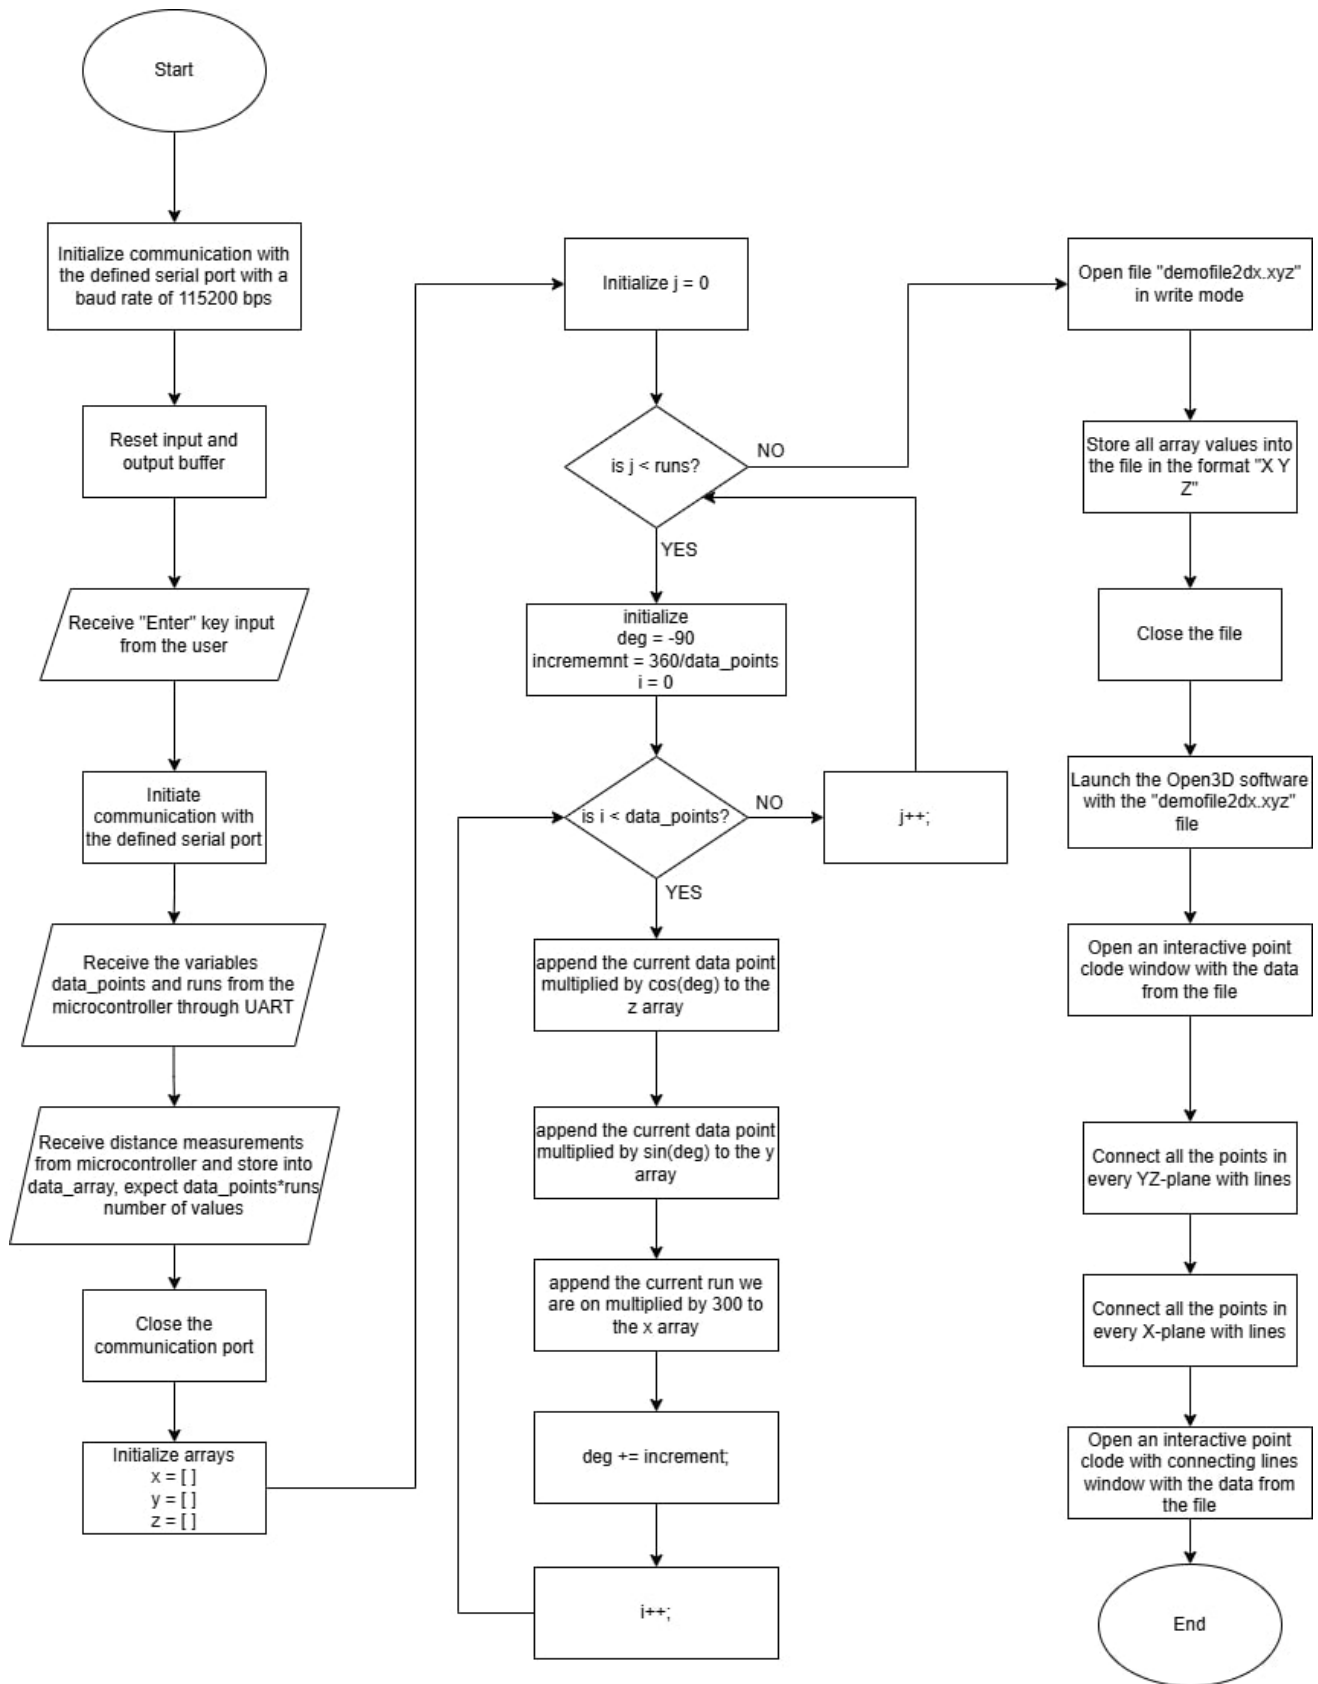 Start
Initialize communication with
the defined serial port with a
baud rate of 115200 bps
Reset input and
output buffer
Receive "Enter" key input
from the user
Initiate
communication with
the defined serial port
Receive the variables
data_points and runs from the
microcontroller through UART
Receive distance measurements
from microcontroller and store into
data_array, expect data_points*runs
number of values
Close the
communication port
Initialize arrays
x = [ ]
y = [ ]
z = [ ]
Initialize j = 0
is j < runs?
NO
YES
initialize
deg = -90
incrememnt = 360/data_points
i = 0
is i < data_points?
NO
j++;
YES
append the current data point
multiplied by cos(deg) to the
z array
append the current data point
multiplied by sin(deg) to the y
array
append the current run we
are on multiplied by 300 to
the x array
deg += increment;
i++;
Open file "demofile2dx.xyz"
in write mode
Store all array values into
the file in the format "X Y
Z"
Close the file
Launch the Open3D software
with the "demofile2dx.xyz"
file
Open an interactive point
clode window with the data
from the file
Connect all the points in
every YZ-plane with lines
Connect all the points in
every X-plane with lines
Open an interactive point
clode with connecting lines
window with the data from
the file
End